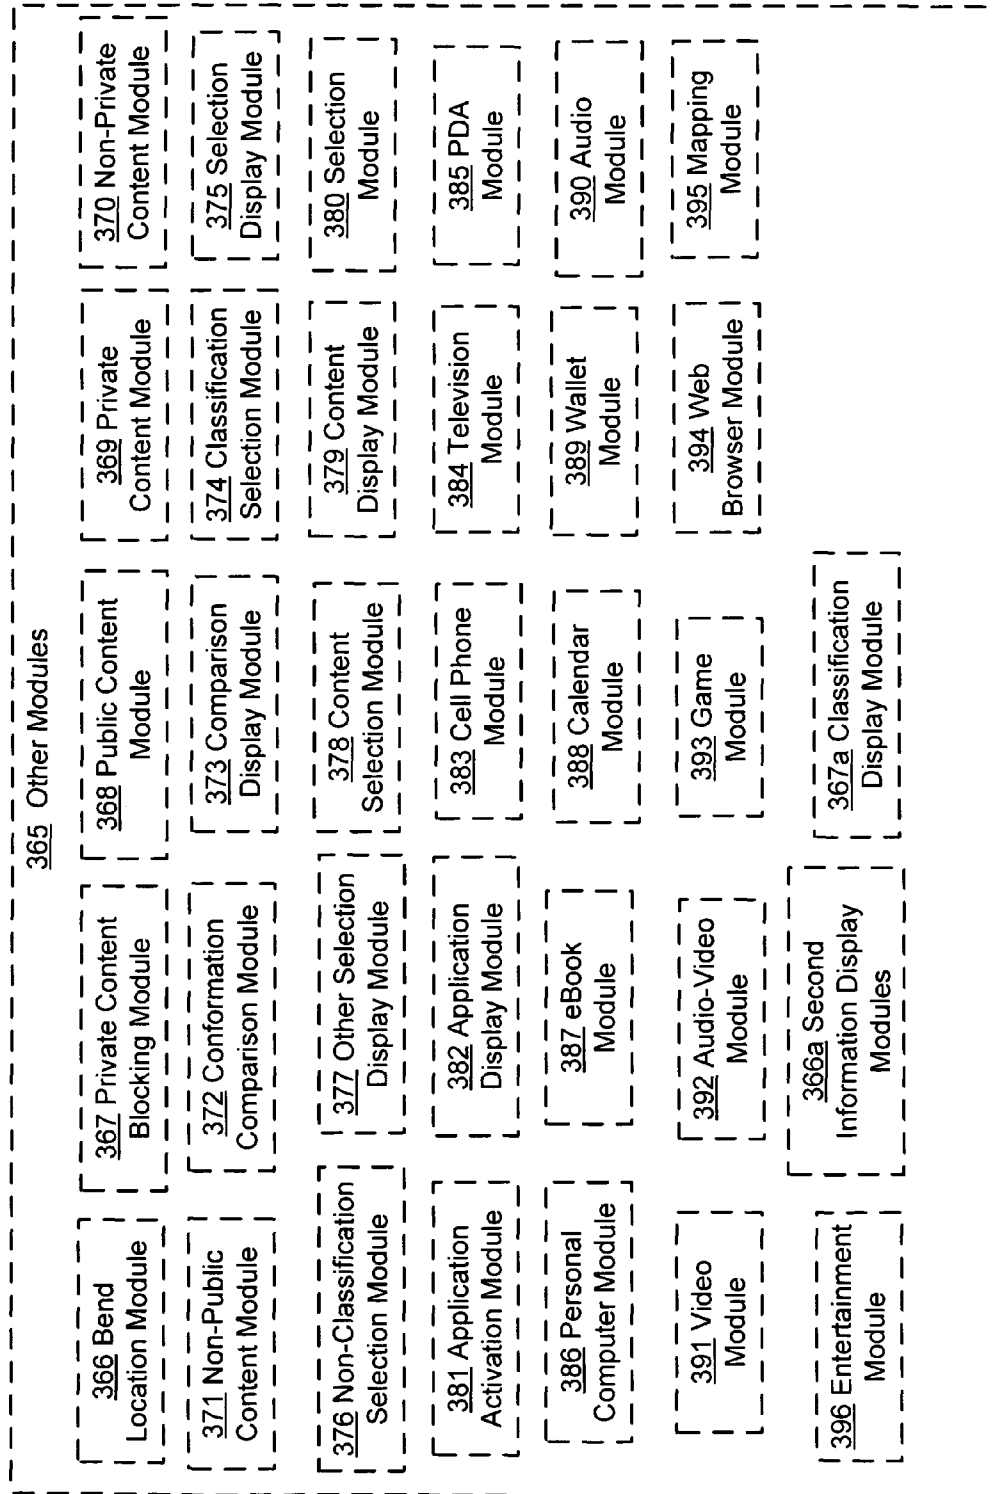 365 Other Modules
366 Bend
Location Module
367 Private Content
Blocking Module
368 Public Content
Module
369 Private
Content Module
370 Non-Private
Content Module
371 Non-Public
Content Module
372 Conformation
Comparison Module
373 Comparison
Display Module
374 Classification
Selection Module
375 Selection
Display Module
376 Non-Classification
Selection Module
377 Other Selection
Display Module
378 Content
Selection Module
379 Content
Display Module
380 Selection
Module
381 Application
Activation Module
382 Application
Display Module
383 Cell Phone
Module
384 Television
Module
385 PDA
Module
386 Personal
Computer Module
387 eBook
Module
388 Calendar
Module
389 Wallet
Module
390 Audio
Module
391 Video
Module
392 Audio-Video
Module
393 Game
Module
394 Web
Browser Module
395 Mapping
Module
396 Entertainment
Module
366a Second
Information Display
Modules
367a Classification
Display Module